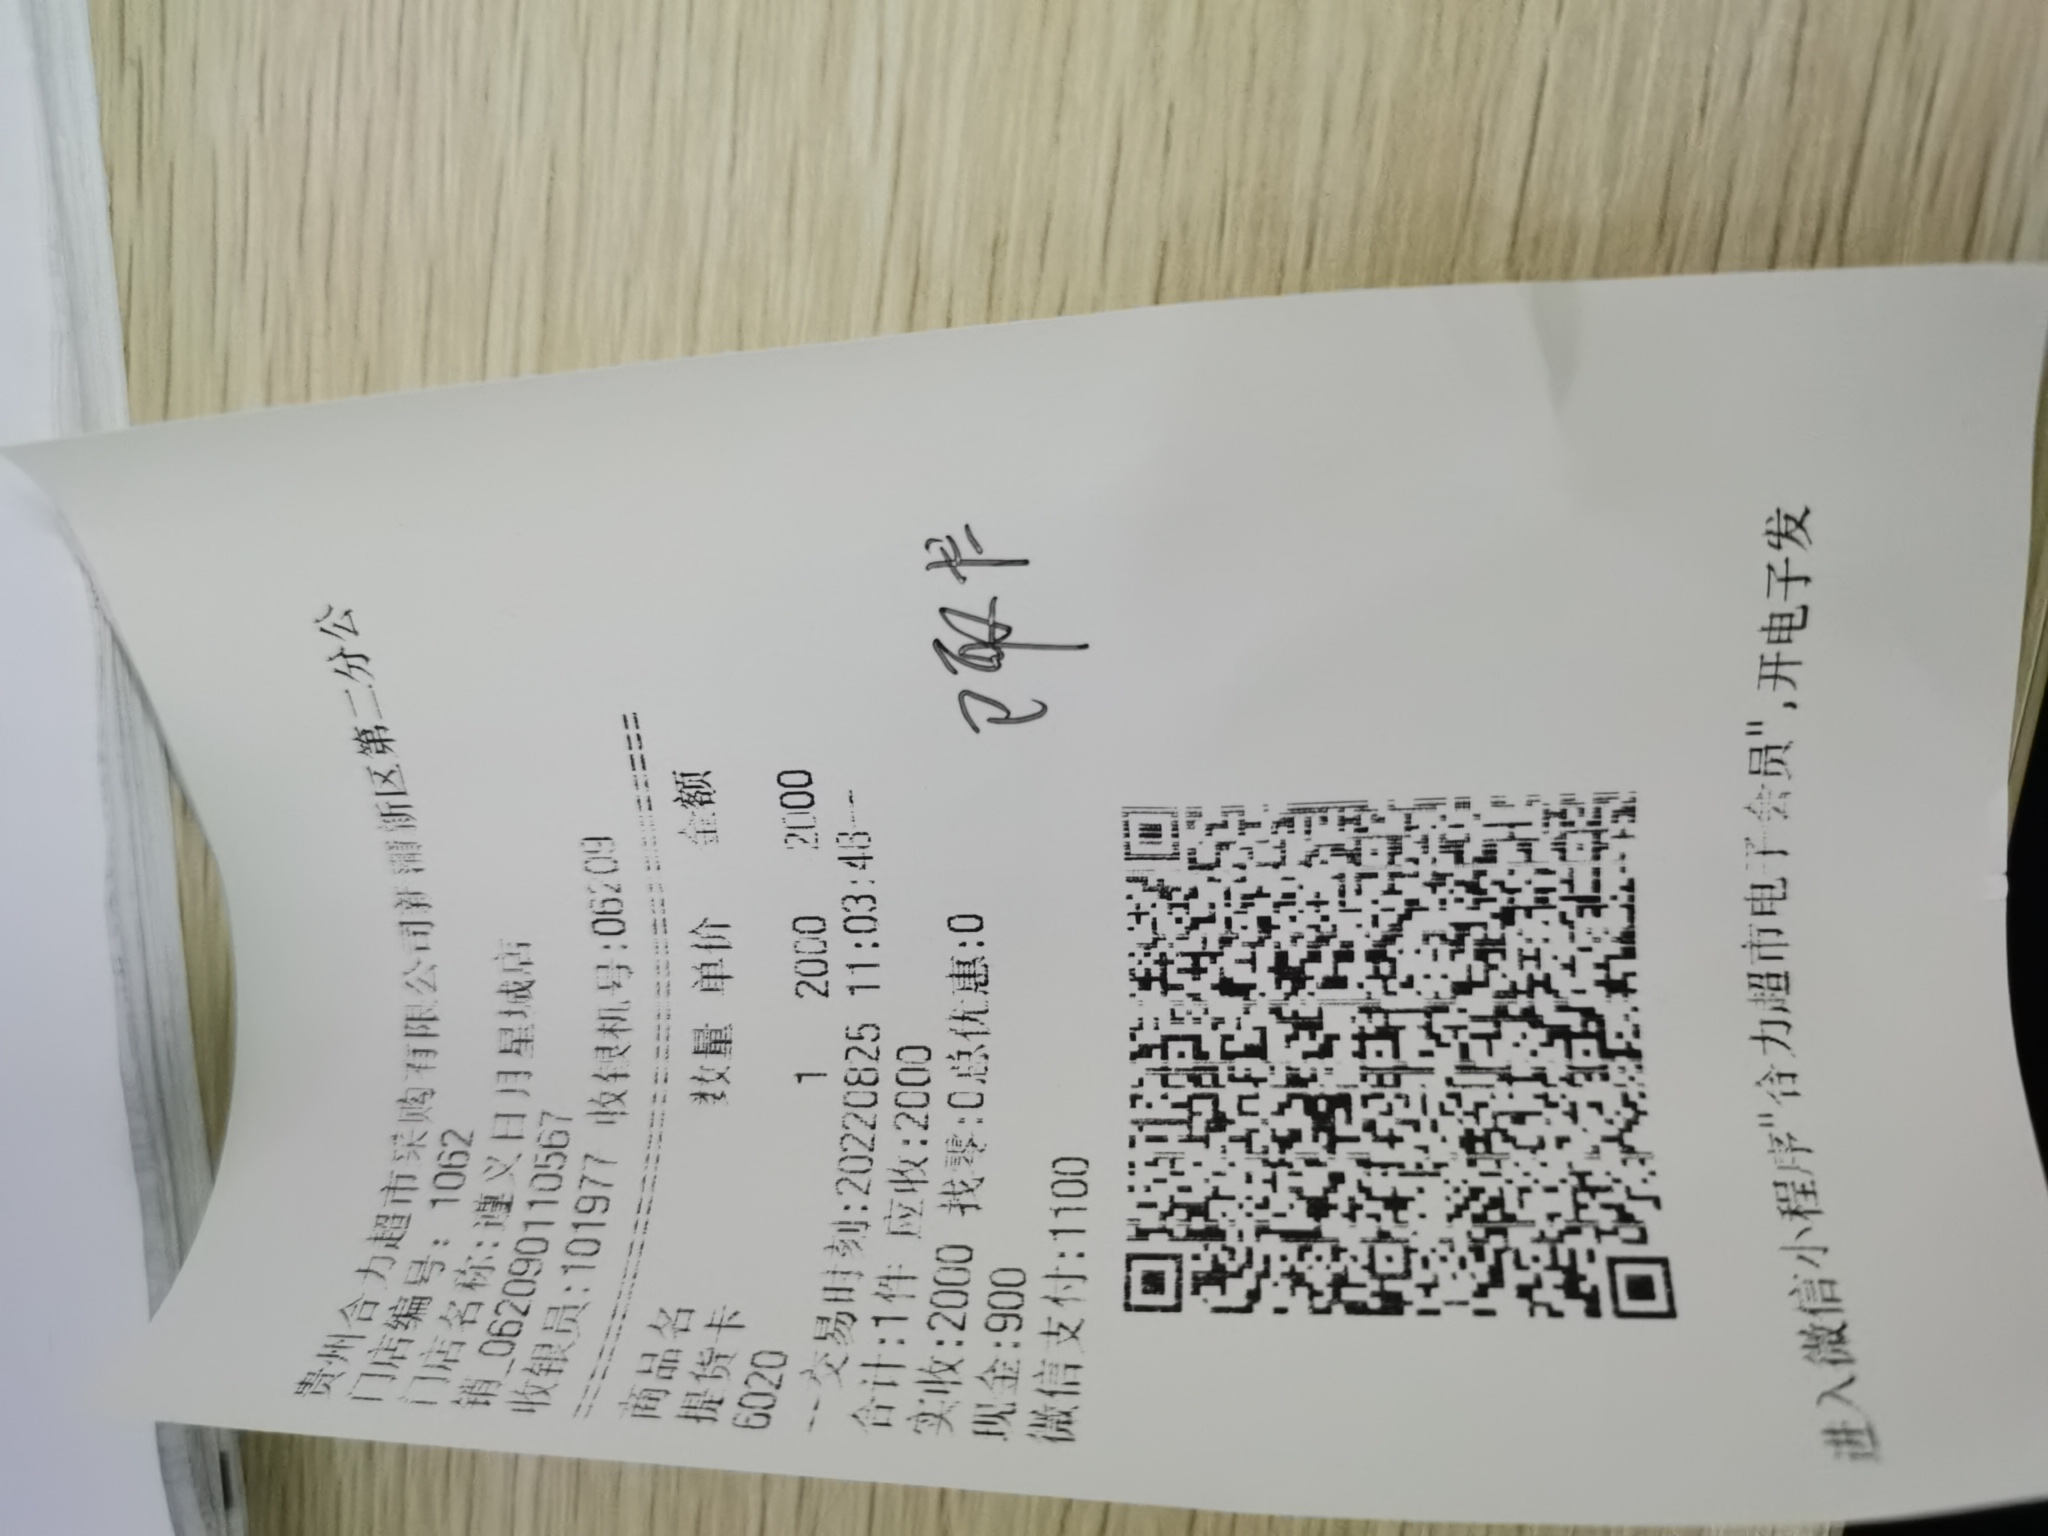 贵州合力超市采购有限公司新蒲新区第二分公
门店编号: 1062
门店名称:遵义日月星城店
销_0620901110567
收银员:101977 收银机号:06209
================================
商品名 数量 单价 金额
提货卡
6020 1 2000 2000
--交易时刻:20220825 11:03:48--
合计:1件 应收:2000
实收:2000 找零:0总优惠:0
现金:900
微信支付:1100
已取卡
进入微信小程序"合力超市电子会员",开电子发